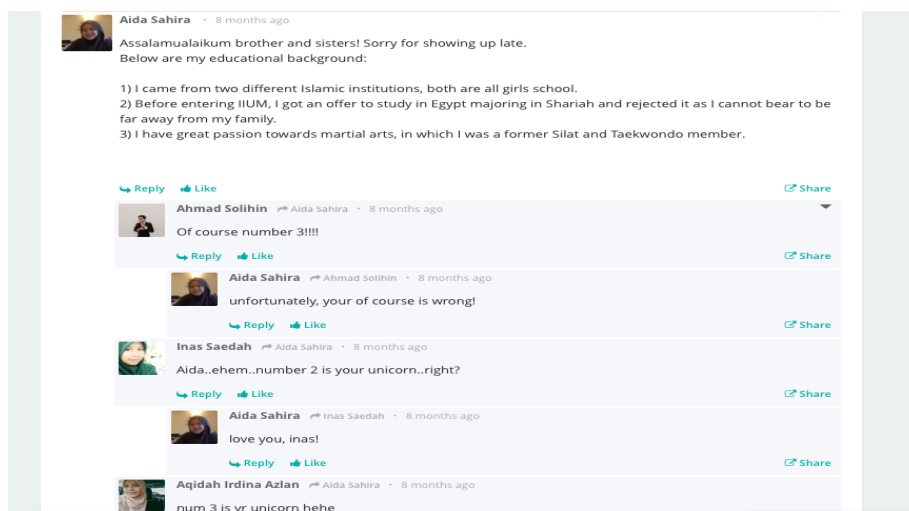 Aida Sahira • 8 months ago
Assalamualaikum brother and sisters! Sorry for showing up late.
Below are my educational background:
1) I came from two different Islamic institutions, both are all girls school.
2) Before entering IIUM, I got an offer to study in Egypt majoring in Shariah and rejected it as I cannot bear to be
far away from my family.
3) I have great passion towards martial arts, in which I was a former Silat and Taekwondo member.
Reply Like Share
Ahmad Solihin Aida Sahira • 8 months ago
Of course number 3!!!!
Reply Like Share
Aida Sahira Ahmad Solihin • 8 months ago
unfortunately, your of course is wrong!
Reply Like Share
Inas Saedah Aida Sahira • 8 months ago
Aida..ehem..number 2 is your unicorn..right?
Reply Like Share
Aida Sahira Inas Saedah • 8 months ago
love you, inas!
Reply Like Share
Aqidah Irdina Azlan Aida Sahira • 8 months ago
num 3 is yr unicorn hehe